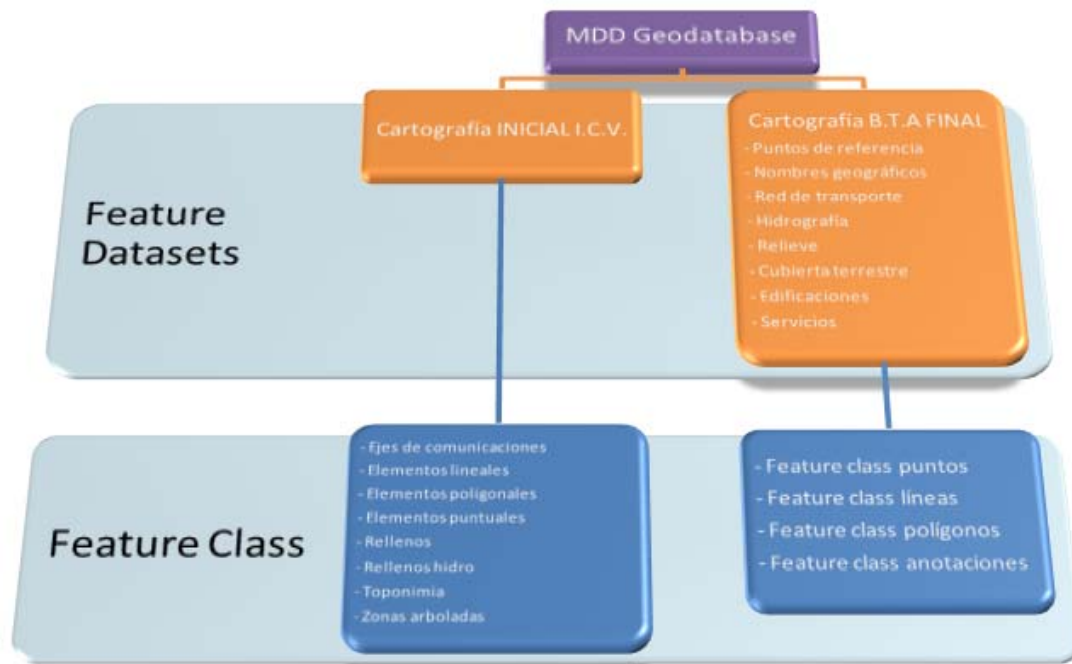 MDD Geodatabase
Cartografía INICIAL I.C.V.
Cartografía B.T.A FINAL
- Puntos de referencia
- Nombres geográficos
- Red de transporte
- Hidrografía
- Relieve
- Cubierta terrestre
- Edificaciones
- Servicios
Feature
Datasets
Feature Class
- Ejes de comunicaciones
- Elementos lineales
- Elementos poligonales
- Elementos puntuales
- Rellenos
- Rellenos hidro
- Toponimia
- Zonas arboladas
- Feature class puntos
- Feature class líneas
- Feature class polígonos
- Feature class anotaciones